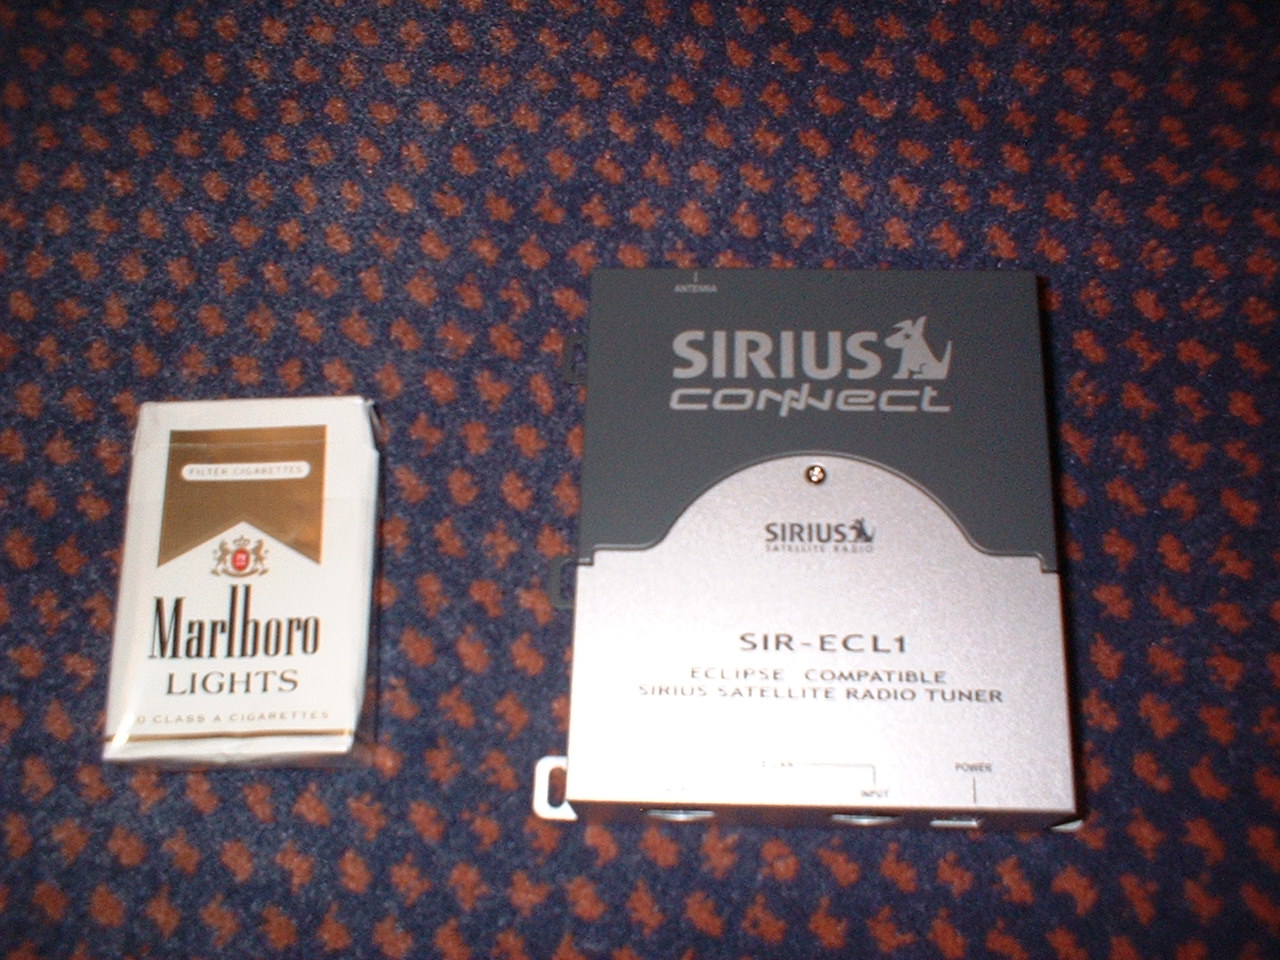 FILTER CIGARETTES
Marlboro
LIGHTS
CLASS A CIGARETTES
ANTENNA
SIRIUS
connect
SIRIUS
SATELLITE RADIO
SIR-ECL1
ECLIPSE COMPATIBLE
SIRIUS SATELLITE RADIO TUNER
POWER
INPUT